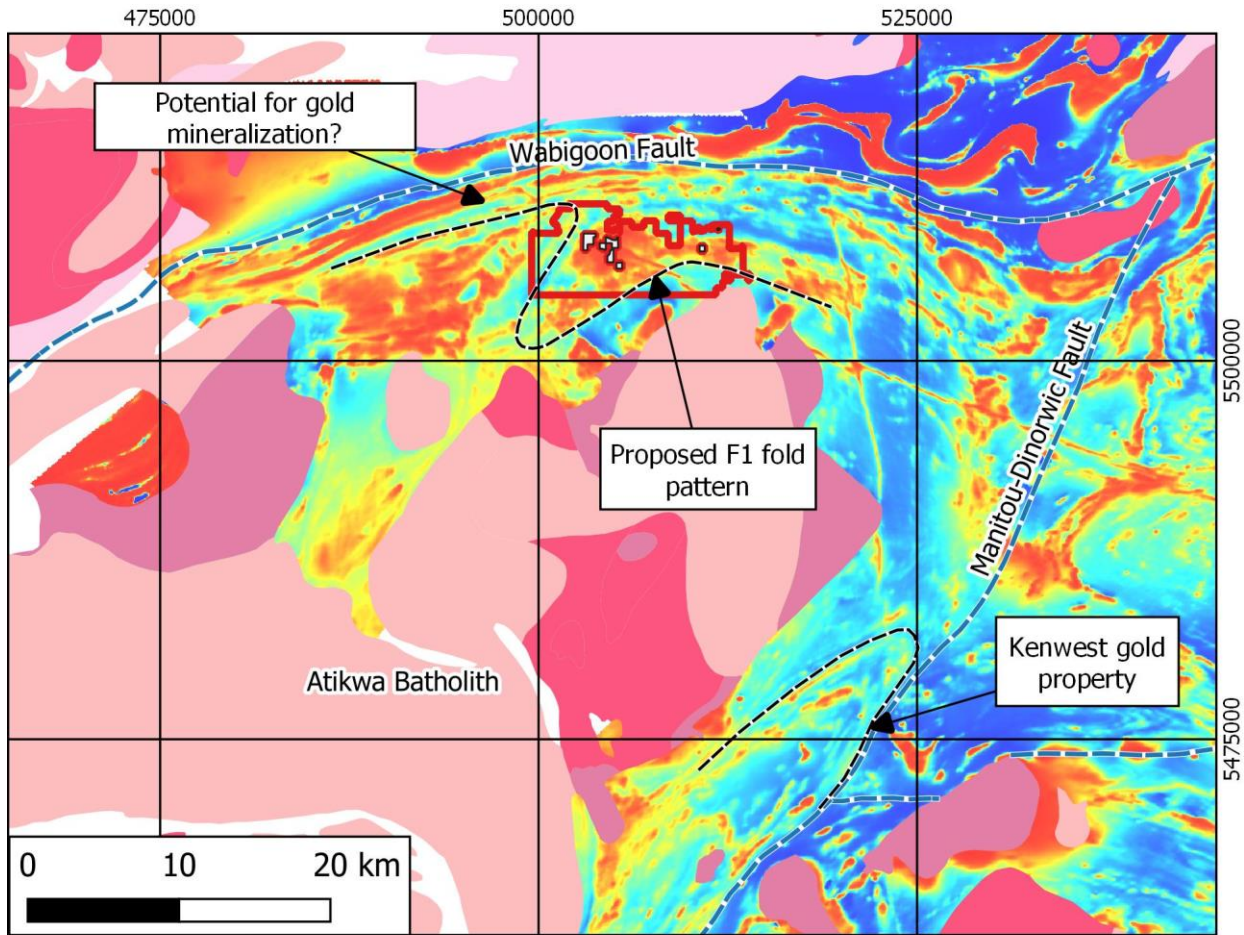 475000
500000
525000
Potential for gold
mineralization?
Wabigoon Fault
550000
Manitou-Dinorwic Fault
Proposed F1 fold
pattern
Kenwest gold
property
Atikwa Batholith
5475000
0 10 20 km